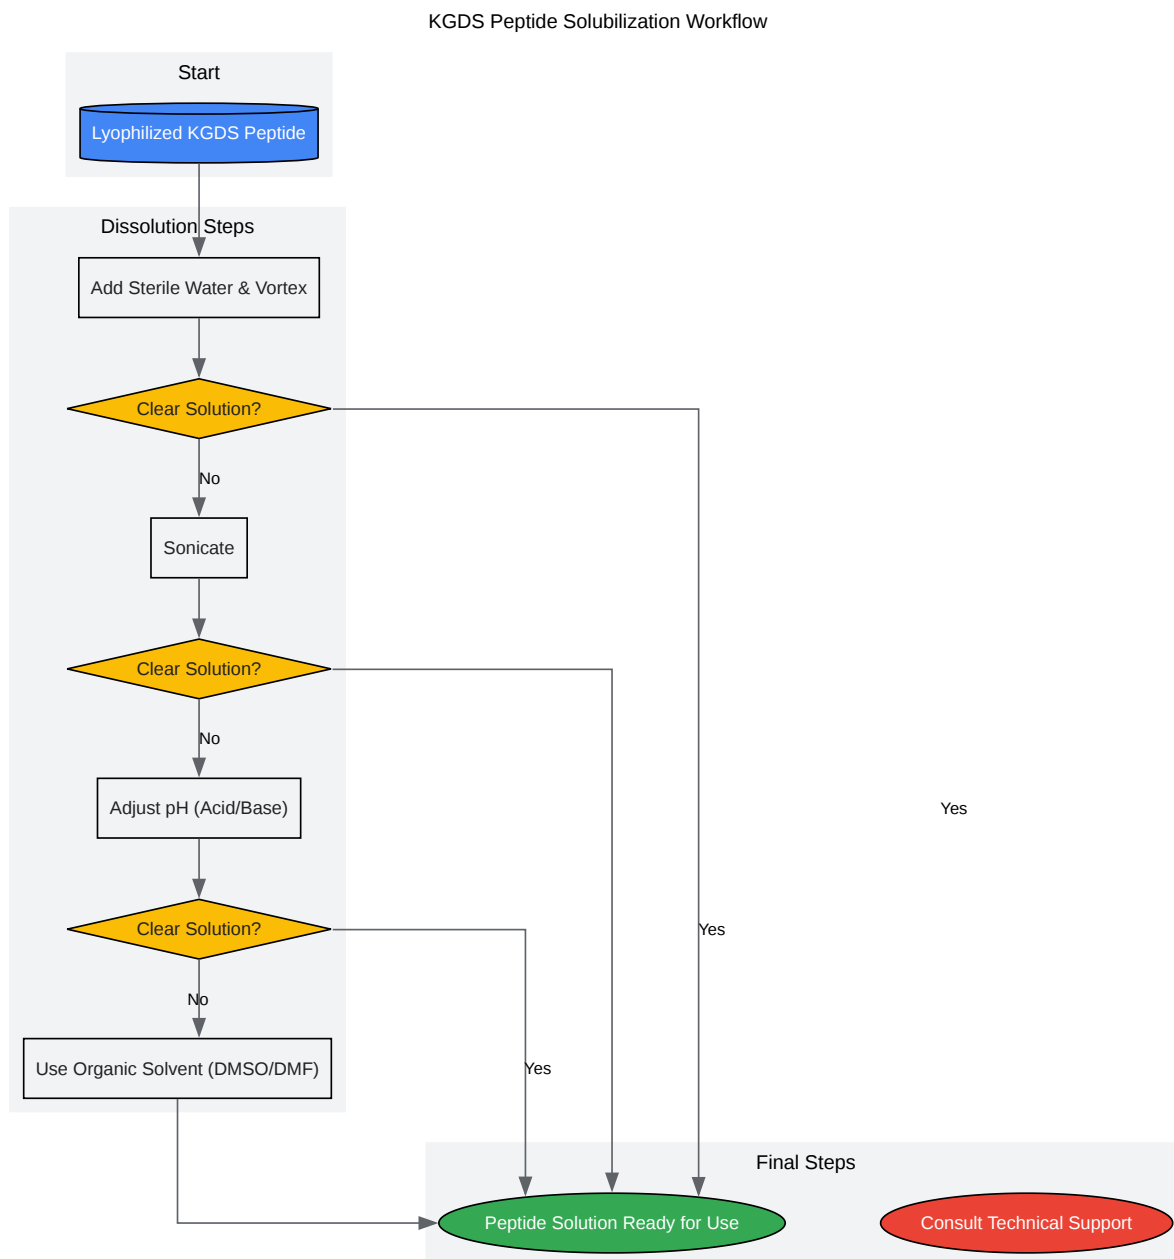 KGDS Peptide Solubilization Workflow
Start
Lyophilized KGDS Peptide
Dissolution Steps
Add Sterile Water & Vortex
Clear Solution?
No
Sonicate
Clear Solution?
No
Adjust pH (Acid/Base)
Yes
Clear Solution?
Yes
No
Use Organic Solvent (DMSO/DMF)
Yes
Final Steps
Peptide Solution Ready for Use
Consult Technical Support